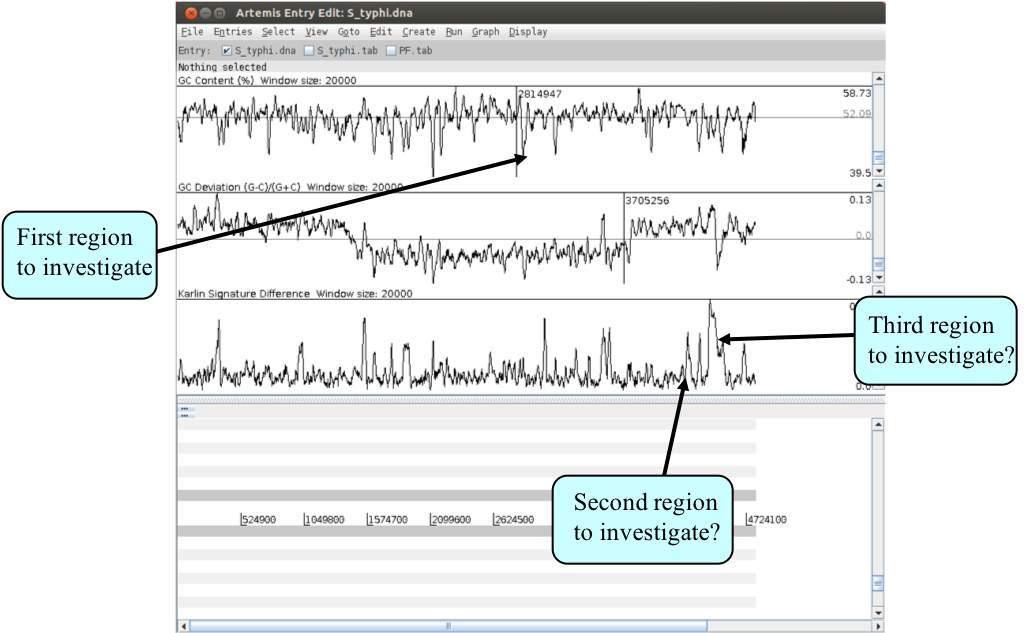 Artemis Entry Edit: S_typhi.dna
File Entries Select View Goto Edit Create Run Graph Display
Entry: S_typhi.dna S_typhi.tab PF.tab
Nothing selected
GC Content (%) Window size: 20000
2814947
58.73
52.09
39.5
GC Deviation (G-C)/(G+C) Window size: 20000
3705256
0.13
0.0
-0.13
First region
to investigate
Karlin Signature Difference Window size: 20000
Third region
to investigate?
Second region
to investigate?
524900 1049800 1574700 2099600 2624500 4724100